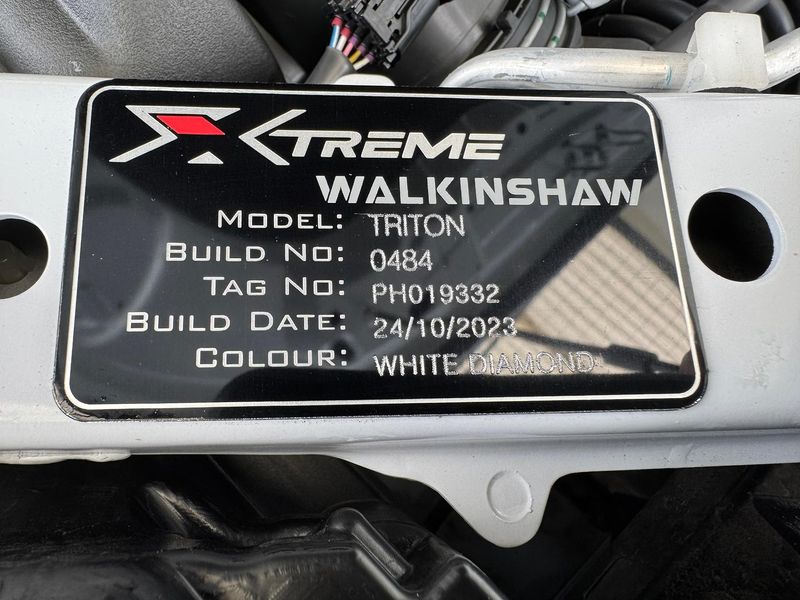 XTREME
WALKINSHAW
MODEL: TRITON
BUILD NO: 0484
TAG NO: PH019332
BUILD DATE: 24/10/2023
COLOUR: WHITE DIAMOND